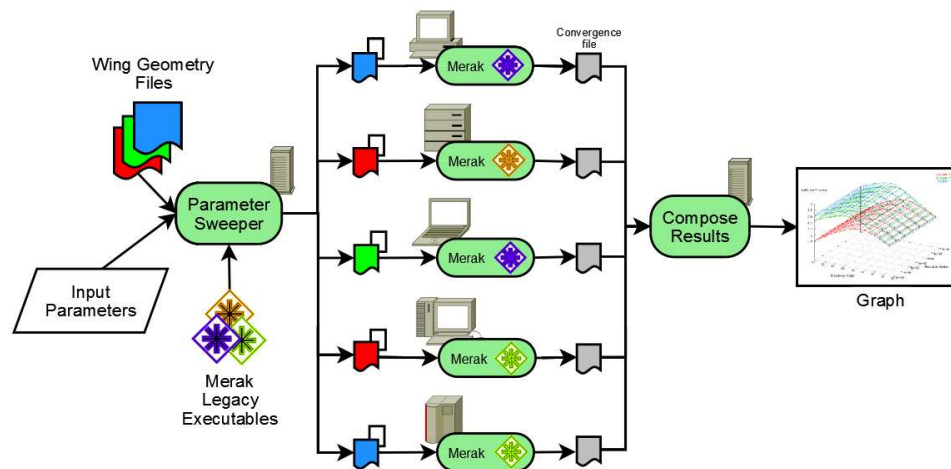 Wing Geometry
Files
Parameter
Sweeper
Input
Parameters
Merak
Legacy
Executables
Convergence
file
Merak
Merak
Merak
Merak
Merak
Compose
Results
Graph